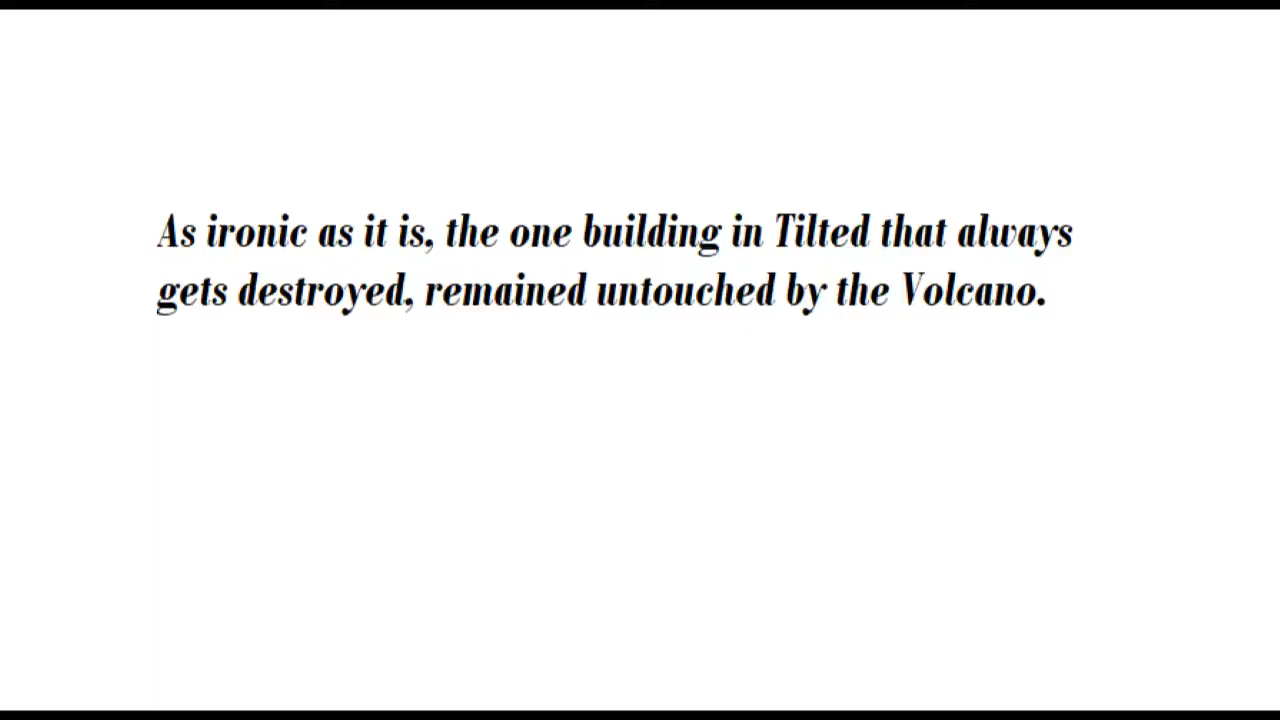 As ironic as it is, the one building in Tilted that always
gets destroyed, remained untouched by the Volcano.